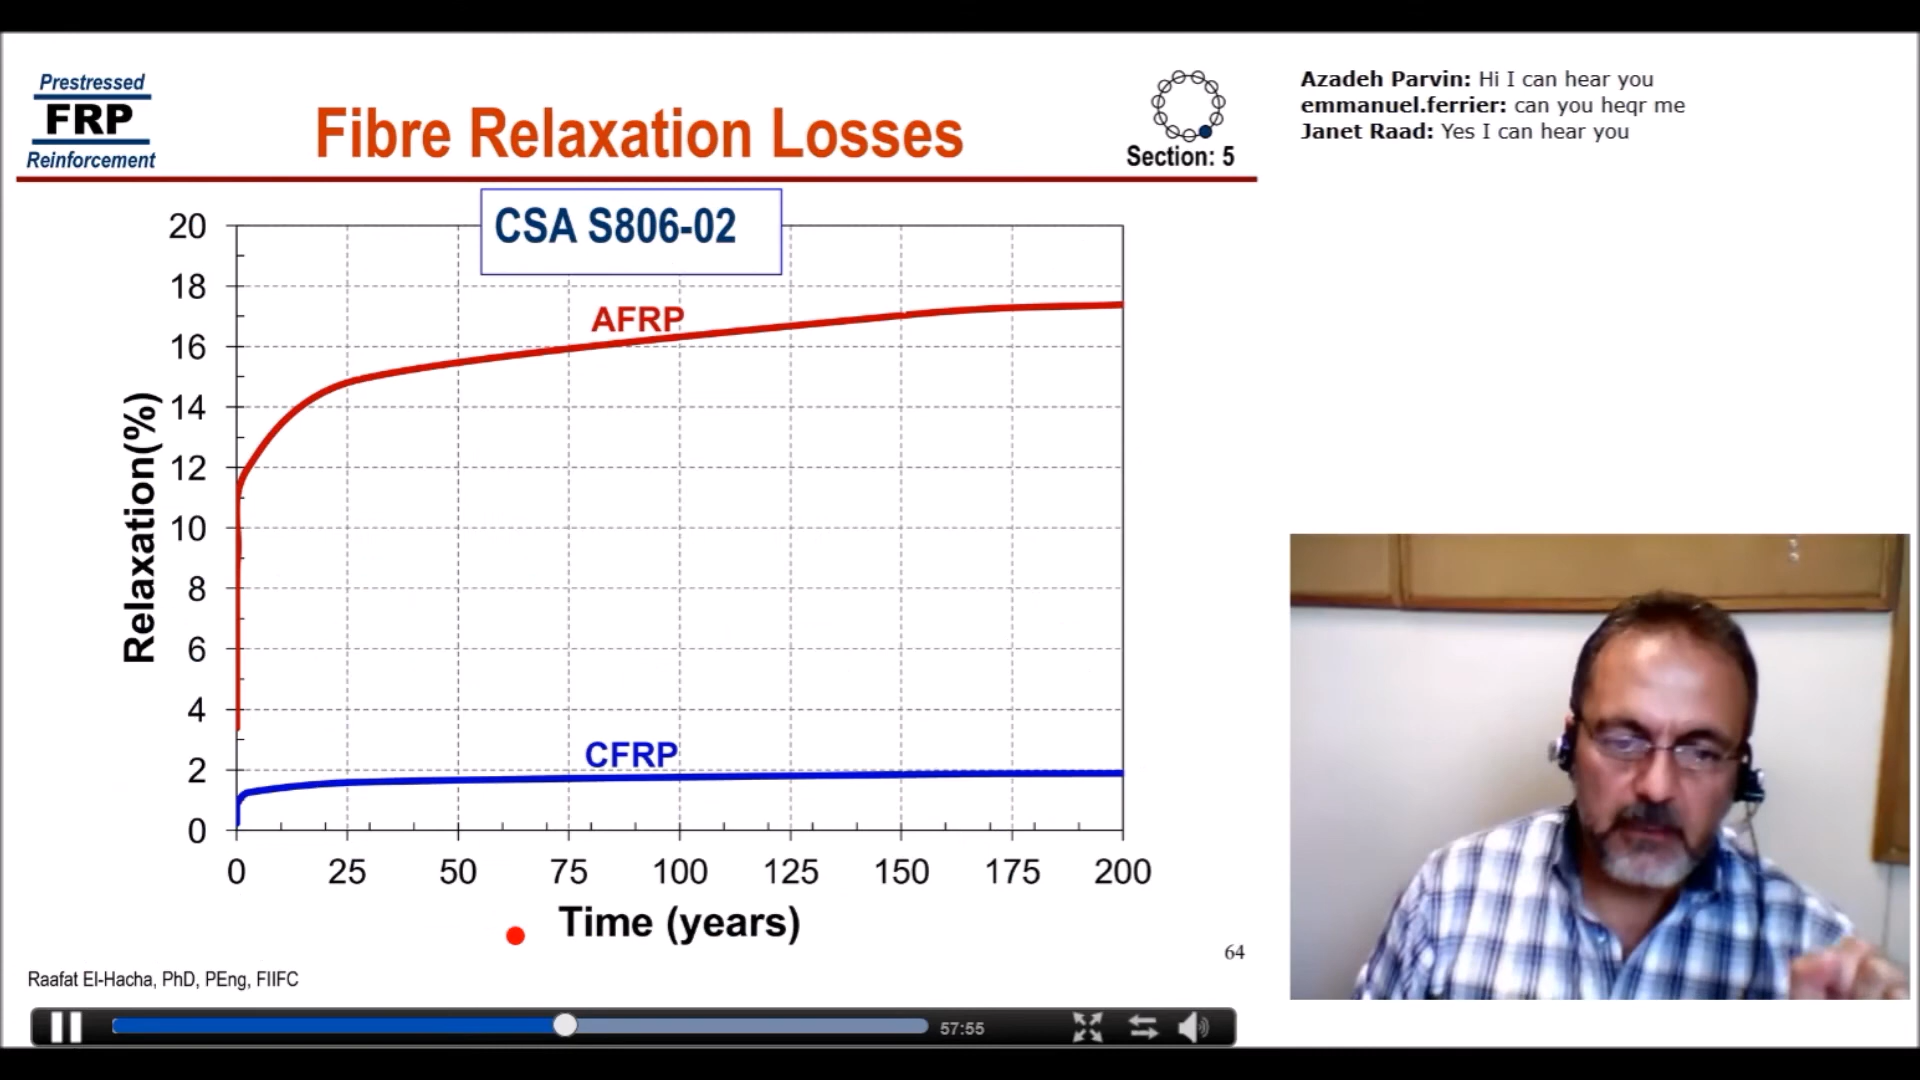 Prestressed
FRP
Reinforcement
Fibre Relaxation Losses
Section: 5
Azadeh Parvin: Hi I can hear you
emmanuel.ferrier: can you heqr me
Janet Raad: Yes I can hear you
CSA S806-02
20
18
16
14
12
10
8
6
4
2
0
Relaxation(%)
AFRP
CFRP
0 25 50 75 100 125 150 175 200
Time (years)
64
Raafat El-Hacha, PhD, PEng, FIIFC
57:55